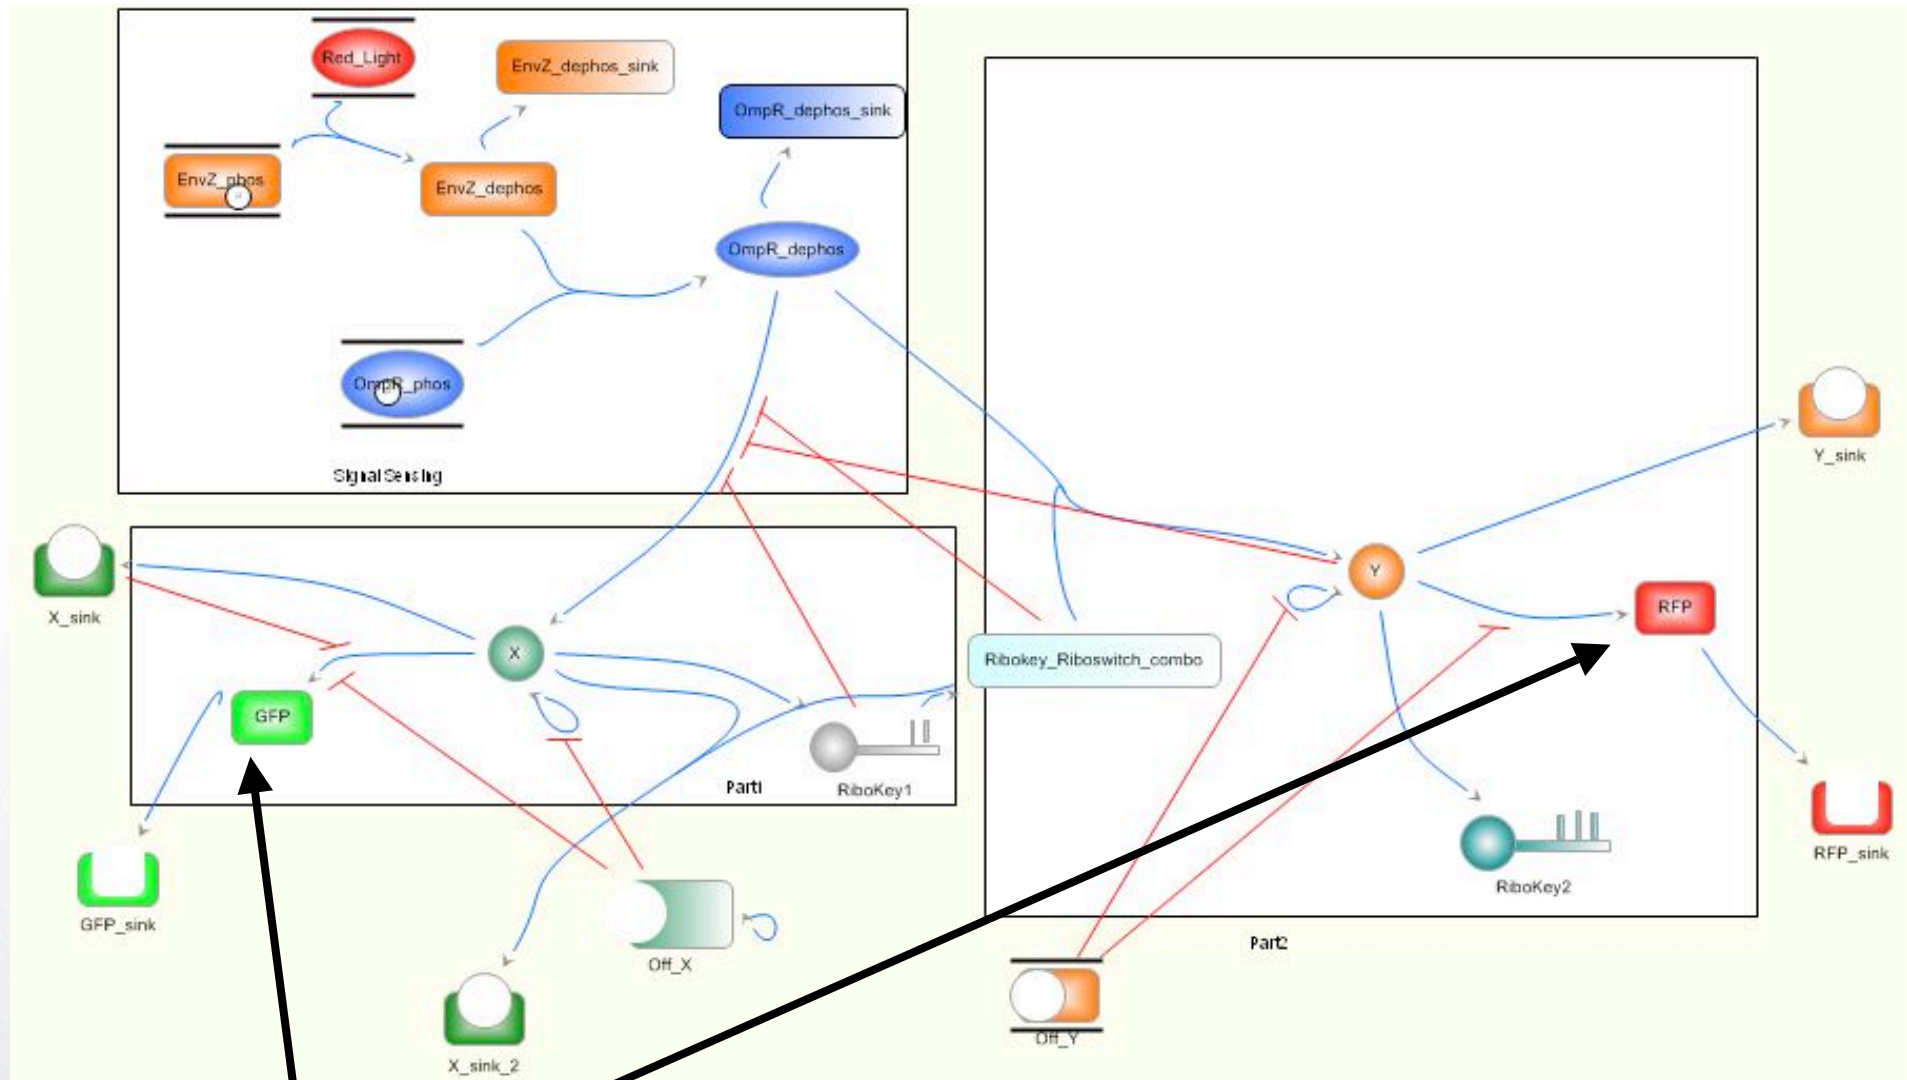 Red_Light
EnvZ_dephos_sink
OmpR_dephos_sink
EnvZ_phos
EnvZ_dephos
OmpR_dephos
OmpR_phos
Signal Sensing
Y_sink
X_sink
X
Y
RFP
Ribokey_Riboswitch_combo
GFP
Part1
RiboKey1
RFP_sink
RiboKey2
GFP_sink
Off_X
Part2
X_sink_2
Off_Y